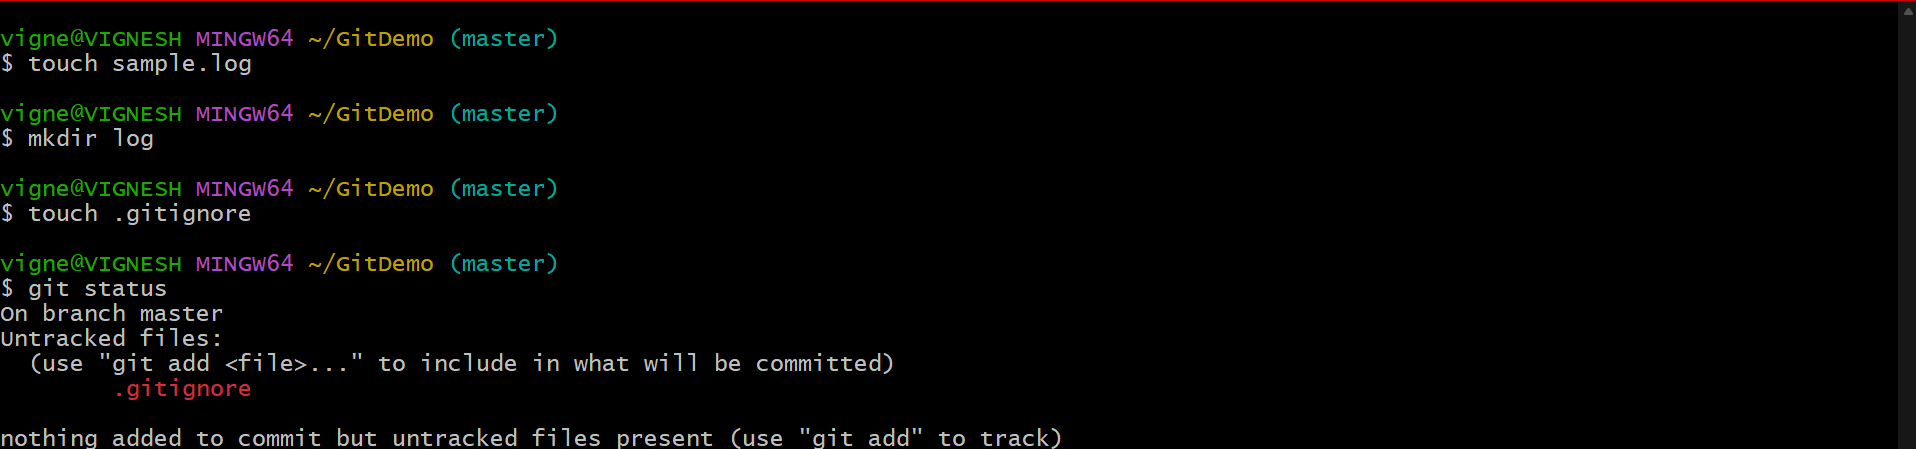 vigne@VIGNESH MINGW64 ~/GitDemo (master)
$ touch sample.log
vigne@VIGNESH MINGW64 ~/GitDemo (master)
$ mkdir log
vigne@VIGNESH MINGW64 ~/GitDemo (master)
$ touch .gitignore
vigne@VIGNESH MINGW64 ~/GitDemo (master)
$ git status
On branch master
Untracked files:
  (use "git add <file>..." to include in what will be committed)
        .gitignore
nothing added to commit but untracked files present (use "git add" to track)